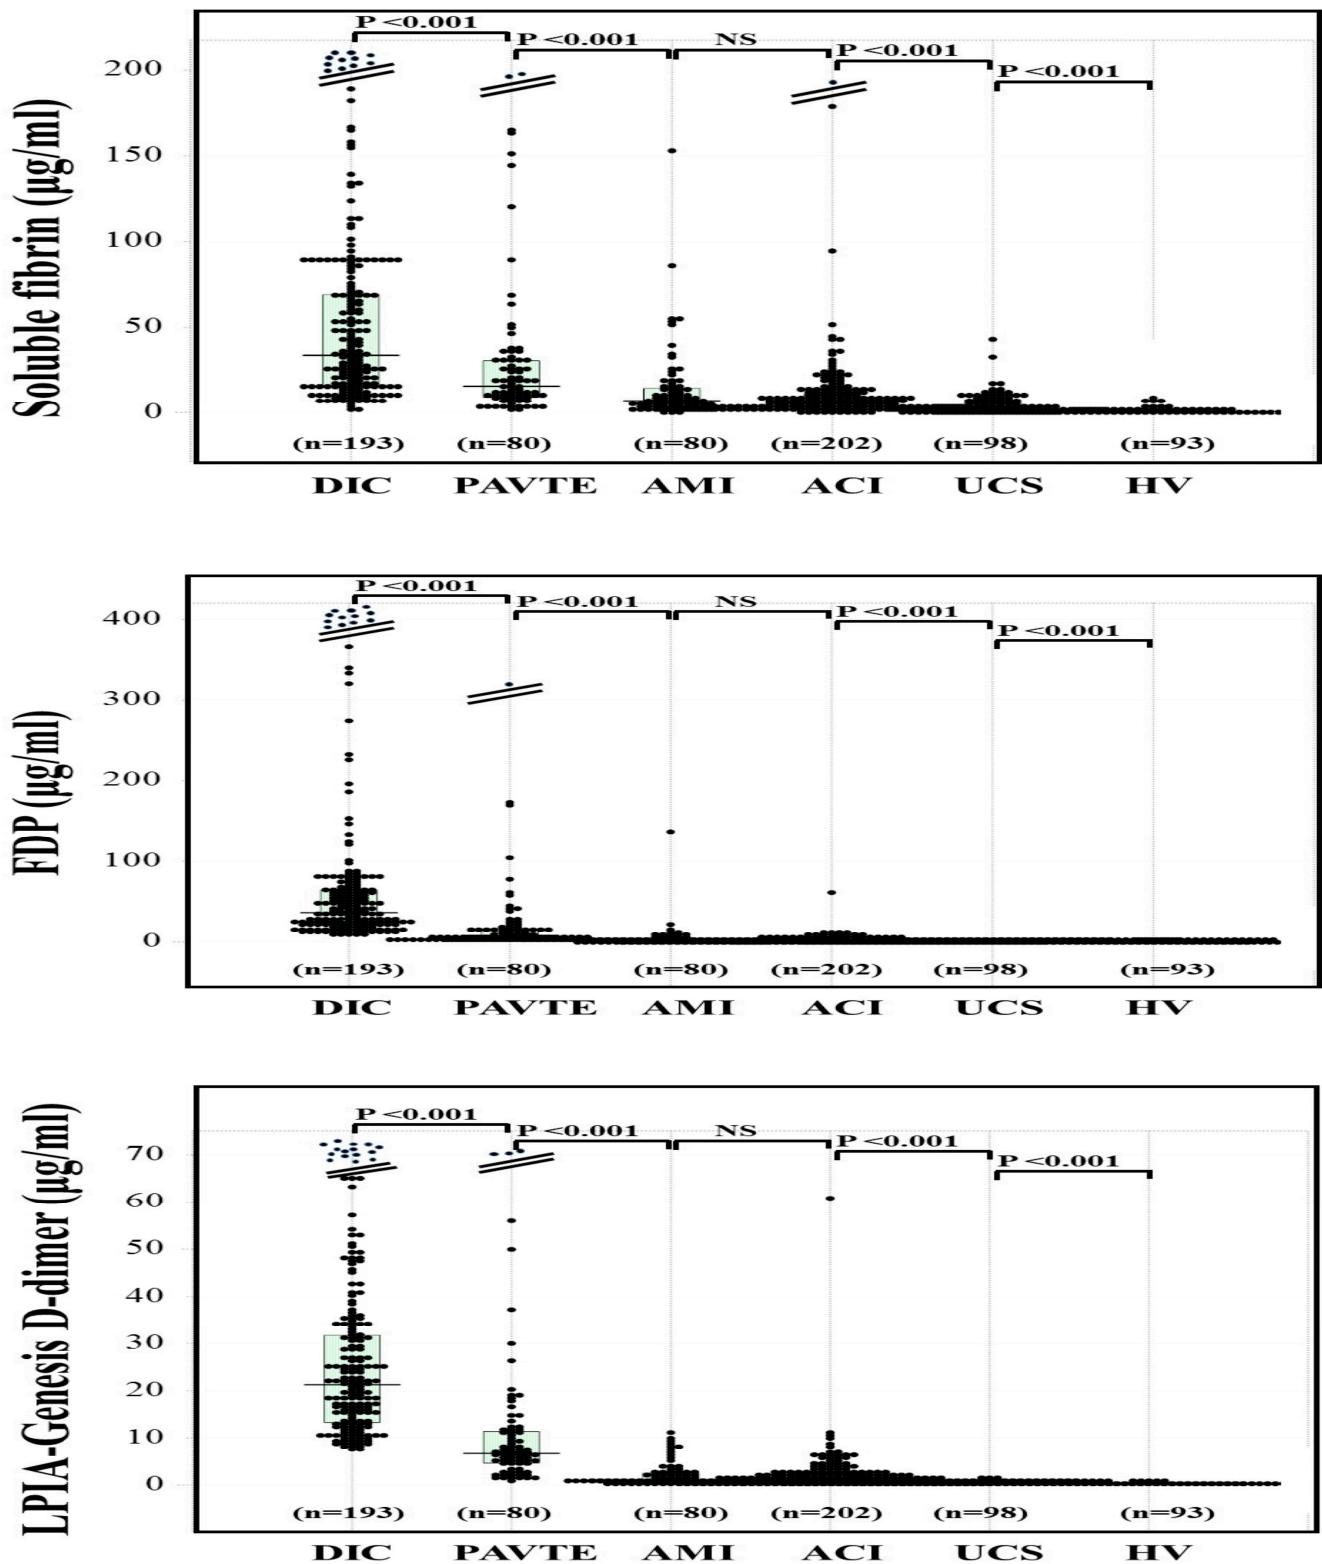 P <0.001
P <0.001
NS
P <0.001
P <0.001
Soluble fibrin (µg/ml)
200
150
100
50
0
(n=193) (n=80) (n=80) (n=202) (n=98) (n=93)
DIC PAVTE AMI ACI UCS HV
P <0.001
P <0.001
NS
P <0.001
P <0.001
FDP (µg/ml)
400
300
200
100
0
(n=193) (n=80) (n=80) (n=202) (n=98) (n=93)
DIC PAVTE AMI ACI UCS HV
P <0.001
P <0.001
NS
P <0.001
P <0.001
LPIA-Genesis D-dimer (µg/ml)
70
60
50
40
30
20
10
0
(n=193) (n=80) (n=80) (n=202) (n=98) (n=93)
DIC PAVTE AMI ACI UCS HV